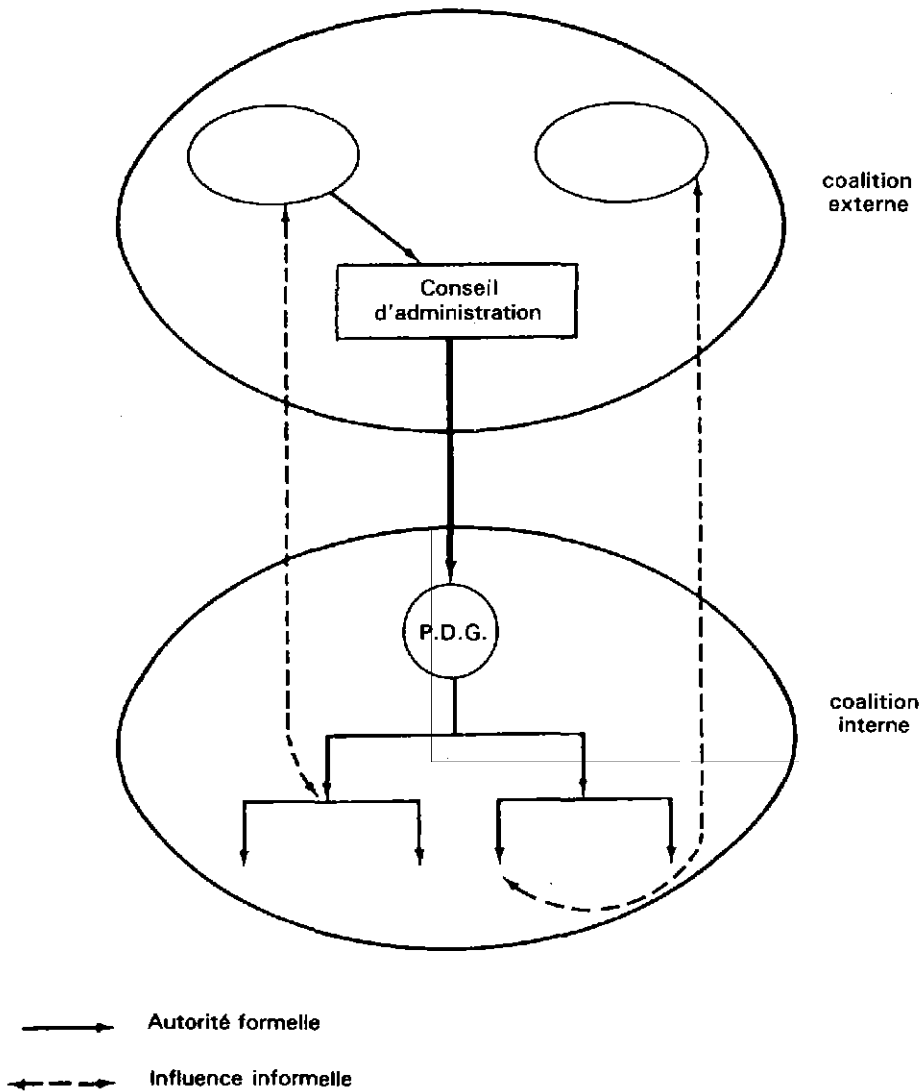 coalition
externe
Conseil
d'administration
P.D.G.
coalition
interne
Autorité formelle
Influence informelle